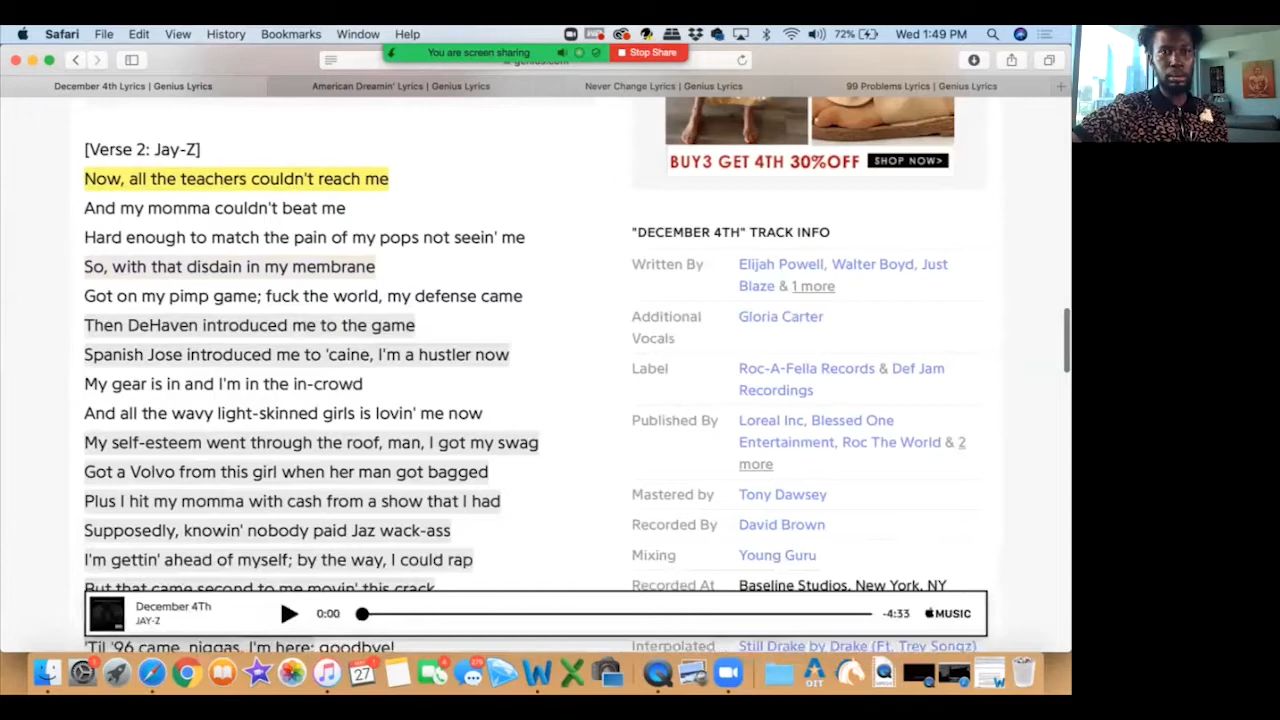 Safari File Edit View History Bookmarks Window Help
72%
Wed 1:49 PM
You are screen sharing
Stop Share
genius.com
December 4th Lyrics | Genius Lyrics
American Dreamin' Lyrics | Genius Lyrics
Never Change Lyrics | Genius Lyrics
99 Problems Lyrics | Genius Lyrics
[Verse 2: Jay-Z]
Now, all the teachers couldn't reach me
And my momma couldn't beat me
Hard enough to match the pain of my pops not seein' me
So, with that disdain in my membrane
Got on my pimp game; fuck the world, my defense came
Then DeHaven introduced me to the game
Spanish Jose introduced me to 'caine, I'm a hustler now
My gear is in and I'm in the in-crowd
And all the wavy light-skinned girls is lovin' me now
My self-esteem went through the roof, man, I got my swag
Got a Volvo from this girl when her man got bagged
Plus I hit my momma with cash from a show that I had
Supposedly, knowin' nobody paid Jaz wack-ass
I'm gettin' ahead of myself; by the way, I could rap
But that came second to me movin' this crack
'Til '96 came, niggas, I'm here; goodbye!
BUY3 GET 4TH 30%OFF
SHOP NOW>
"DECEMBER 4TH" TRACK INFO
Written By Elijah Powell, Walter Boyd, Just
Blaze & 1 more
Additional Gloria Carter
Vocals
Label Roc-A-Fella Records & Def Jam
Recordings
Published By Loreal Inc, Blessed One
Entertainment, Roc The World & 2
more
Mastered by Tony Dawsey
Recorded By David Brown
Mixing Young Guru
Recorded At Baseline Studios, New York, NY
Interpolated Still Drake by Drake (Ft. Trey Songz)
December 4Th
JAY-Z
0:00
-4:33
MUSIC
OIT